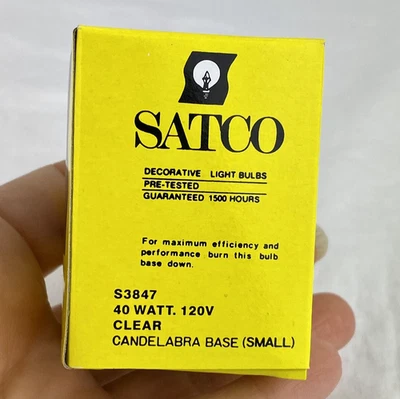 SATCO
DECORATIVE LIGHT BULBS
PRE-TESTED
GUARANTEED 1500 HOURS
For maximum efficiency and
performance burn this bulb
base down.
S3847
40 WATT. 120V
CLEAR
CANDELABRA BASE (SMALL)